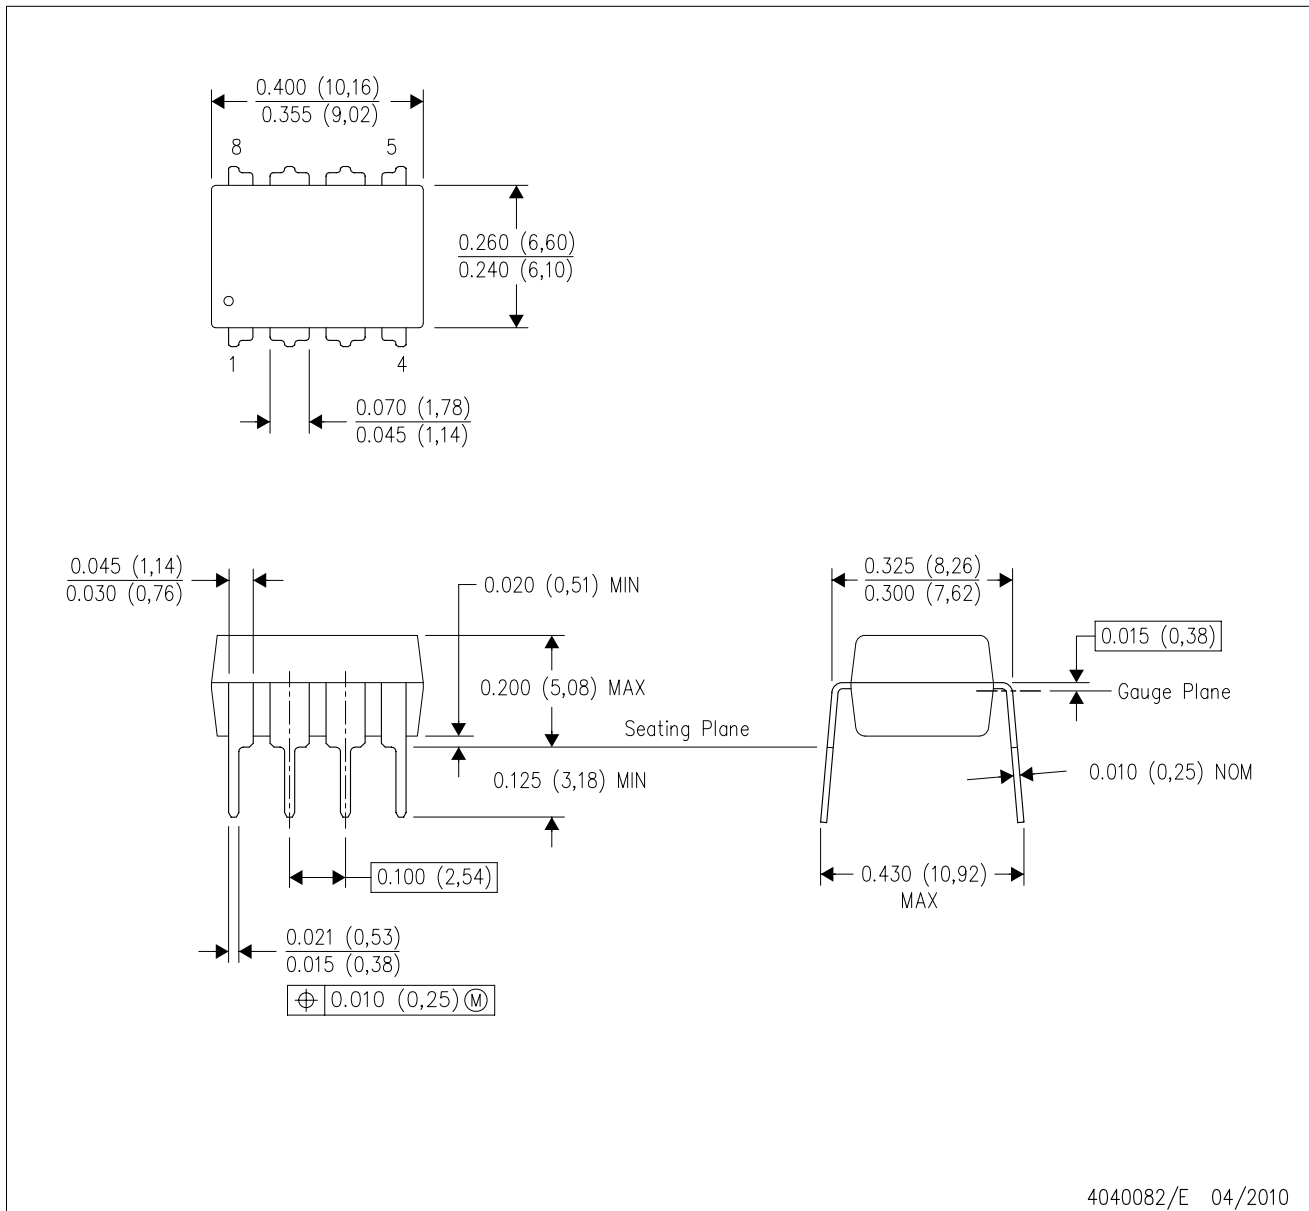 0.400 (10,16)
0.355 (9,02)
8
5
0.260 (6,60)
0.240 (6,10)
1
4
0.070 (1,78)
0.045 (1,14)
0.045 (1,14)
0.030 (0,76)
0.020 (0,51) MIN
0.200 (5,08) MAX
Seating Plane
0.125 (3,18) MIN
0.100 (2,54)
0.021 (0,53)
0.015 (0,38)
⌖ 0.010 (0,25) Ⓜ
0.325 (8,26)
0.300 (7,62)
0.015 (0,38)
Gauge Plane
0.010 (0,25) NOM
0.430 (10,92)
MAX
4040082/E 04/2010